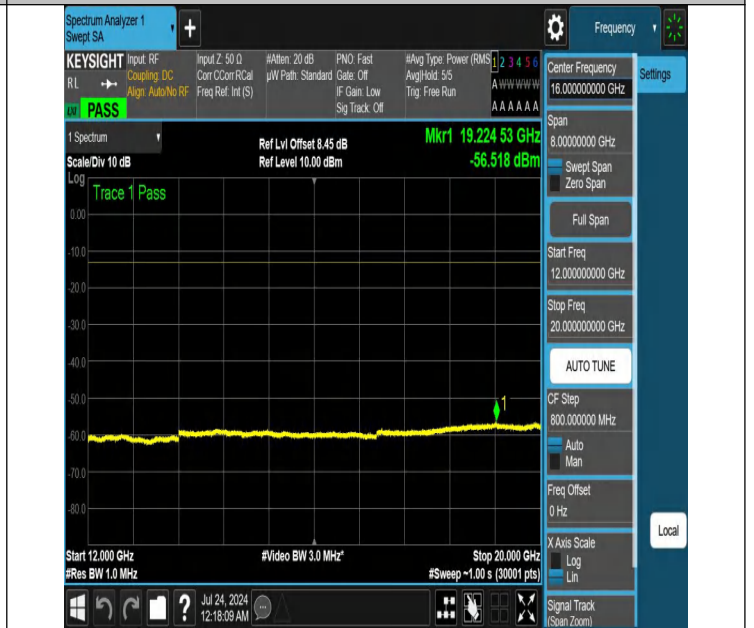 Spectrum Analyzer 1
Swept SA
+
Frequency
KEYSIGHT
RL
PASS
Input: RF
Coupling: DC
Align: Auto/No RF
Input Z: 50 Ω
Corr CCorr RCal
Freq Ref: Int (S)
#Atten: 20 dB
µW Path: Standard
PNO: Fast
Gate: Off
IF Gain: Low
Sig Track: Off
#Avg Type: Power (RMS
Avg|Hold: 5/5
Trig: Free Run
1 2 3 4 5 6
A W W W W W
A A A A A A
1 Spectrum
Scale/Div 10 dB
Ref Lvl Offset 8.45 dB
Ref Level 10.00 dBm
Mkr1 19.224 53 GHz
-56.518 dBm
Log
Trace 1 Pass
0.00
-10.0
-20.0
-30.0
-40.0
-50.0
-60.0
-70.0
-80.0
1
Start 12.000 GHz
#Res BW 1.0 MHz
#Video BW 3.0 MHz*
Stop 20.000 GHz
#Sweep ~1.00 s (30001 pts)
?
Jul 24, 2024
12:18:09 AM
Center Frequency
16.000000000 GHz
Settings
Span
8.00000000 GHz
Swept Span
Zero Span
Full Span
Start Freq
12.000000000 GHz
Stop Freq
20.000000000 GHz
AUTO TUNE
CF Step
800.000000 MHz
Auto
Man
Freq Offset
0 Hz
X Axis Scale
Log
Lin
Local
Signal Track
(Span Zoom)